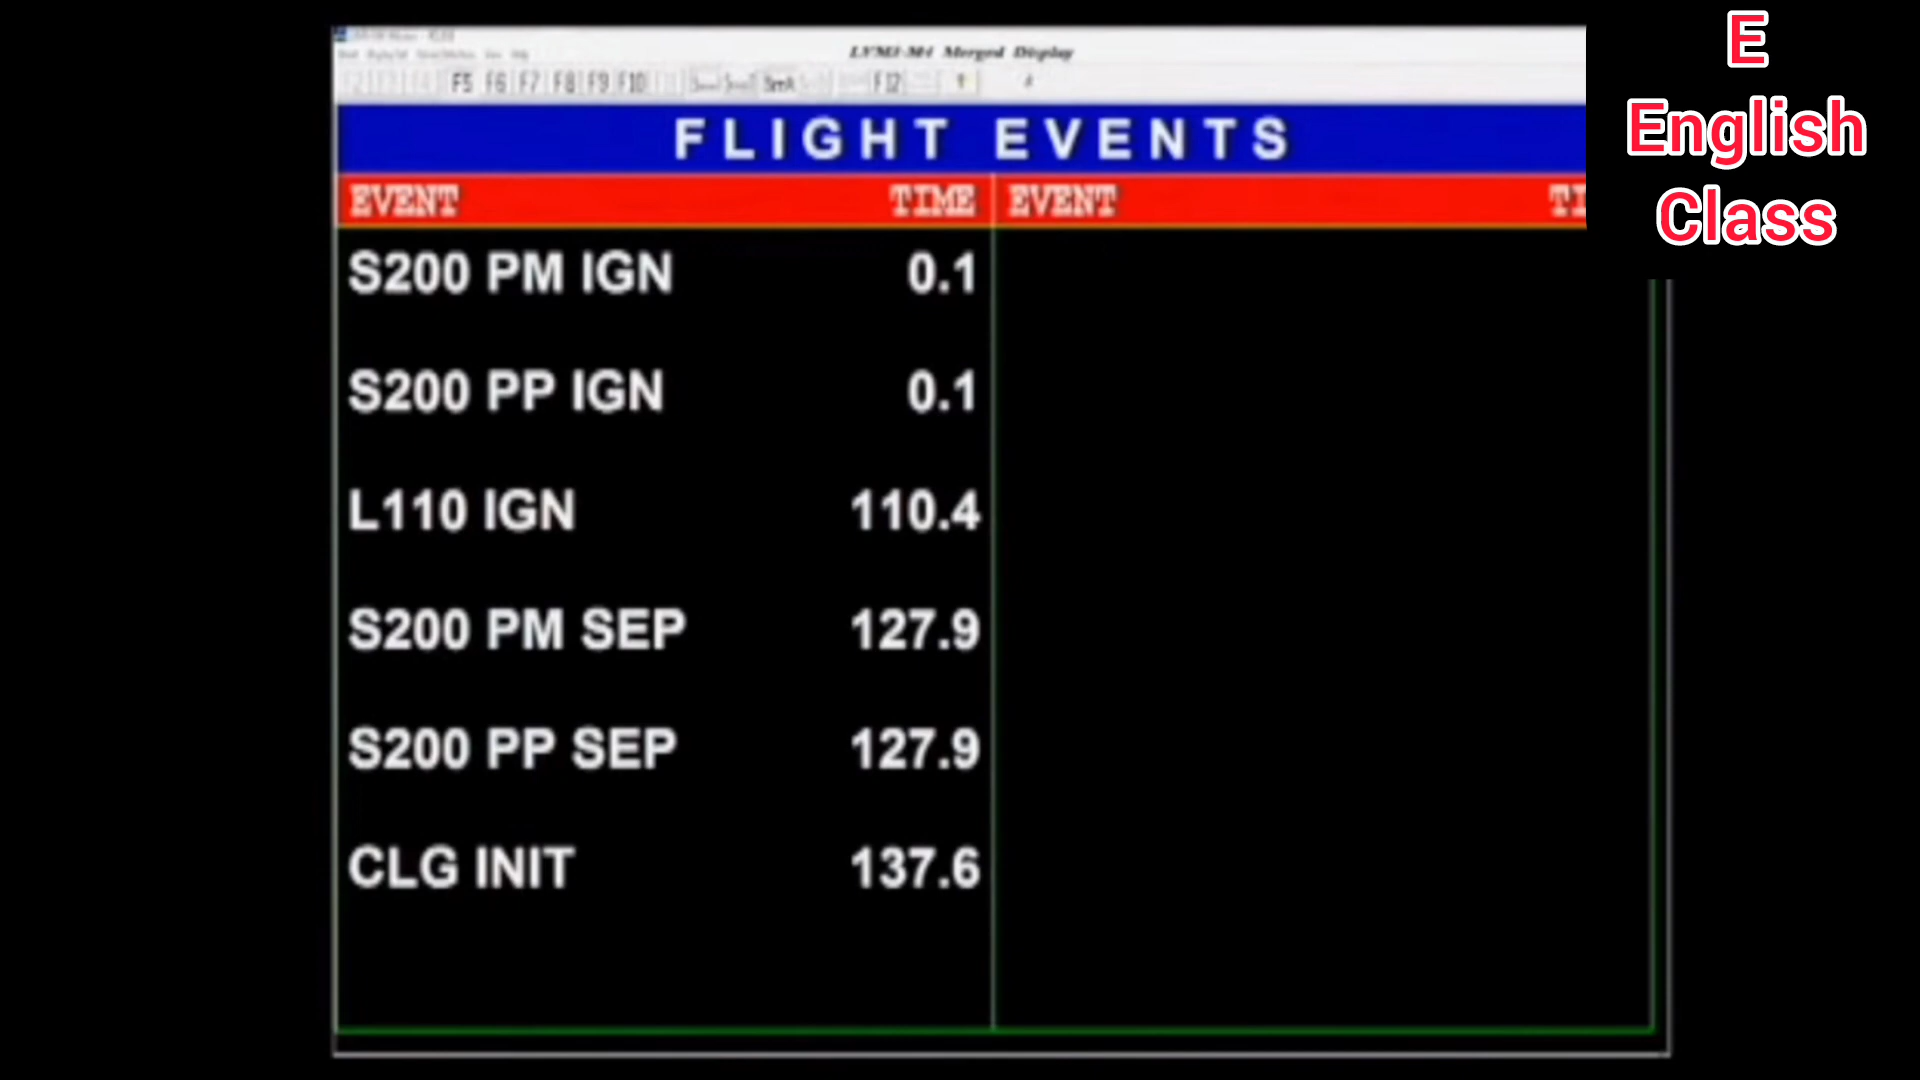 LVM3-M4 Merged Display
F5 F6 F7 F8 F9 F10 SmA F12
E
English
Class
FLIGHT EVENTS
EVENT TIME EVENT TI
S200 PM IGN 0.1
S200 PP IGN 0.1
L110 IGN 110.4
S200 PM SEP 127.9
S200 PP SEP 127.9
CLG INIT 137.6